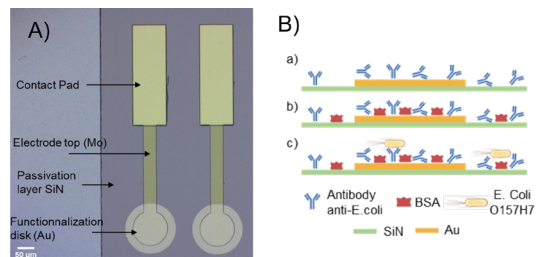 A)
Contact Pad
Electrode top (Mo)
Passivation
layer SiN
Functionnalization
disk (Au)
50 µm
B)
a)
b)
c)
Antibody
anti-E.coli
BSA
E. Coli
O157H7
SiN
Au